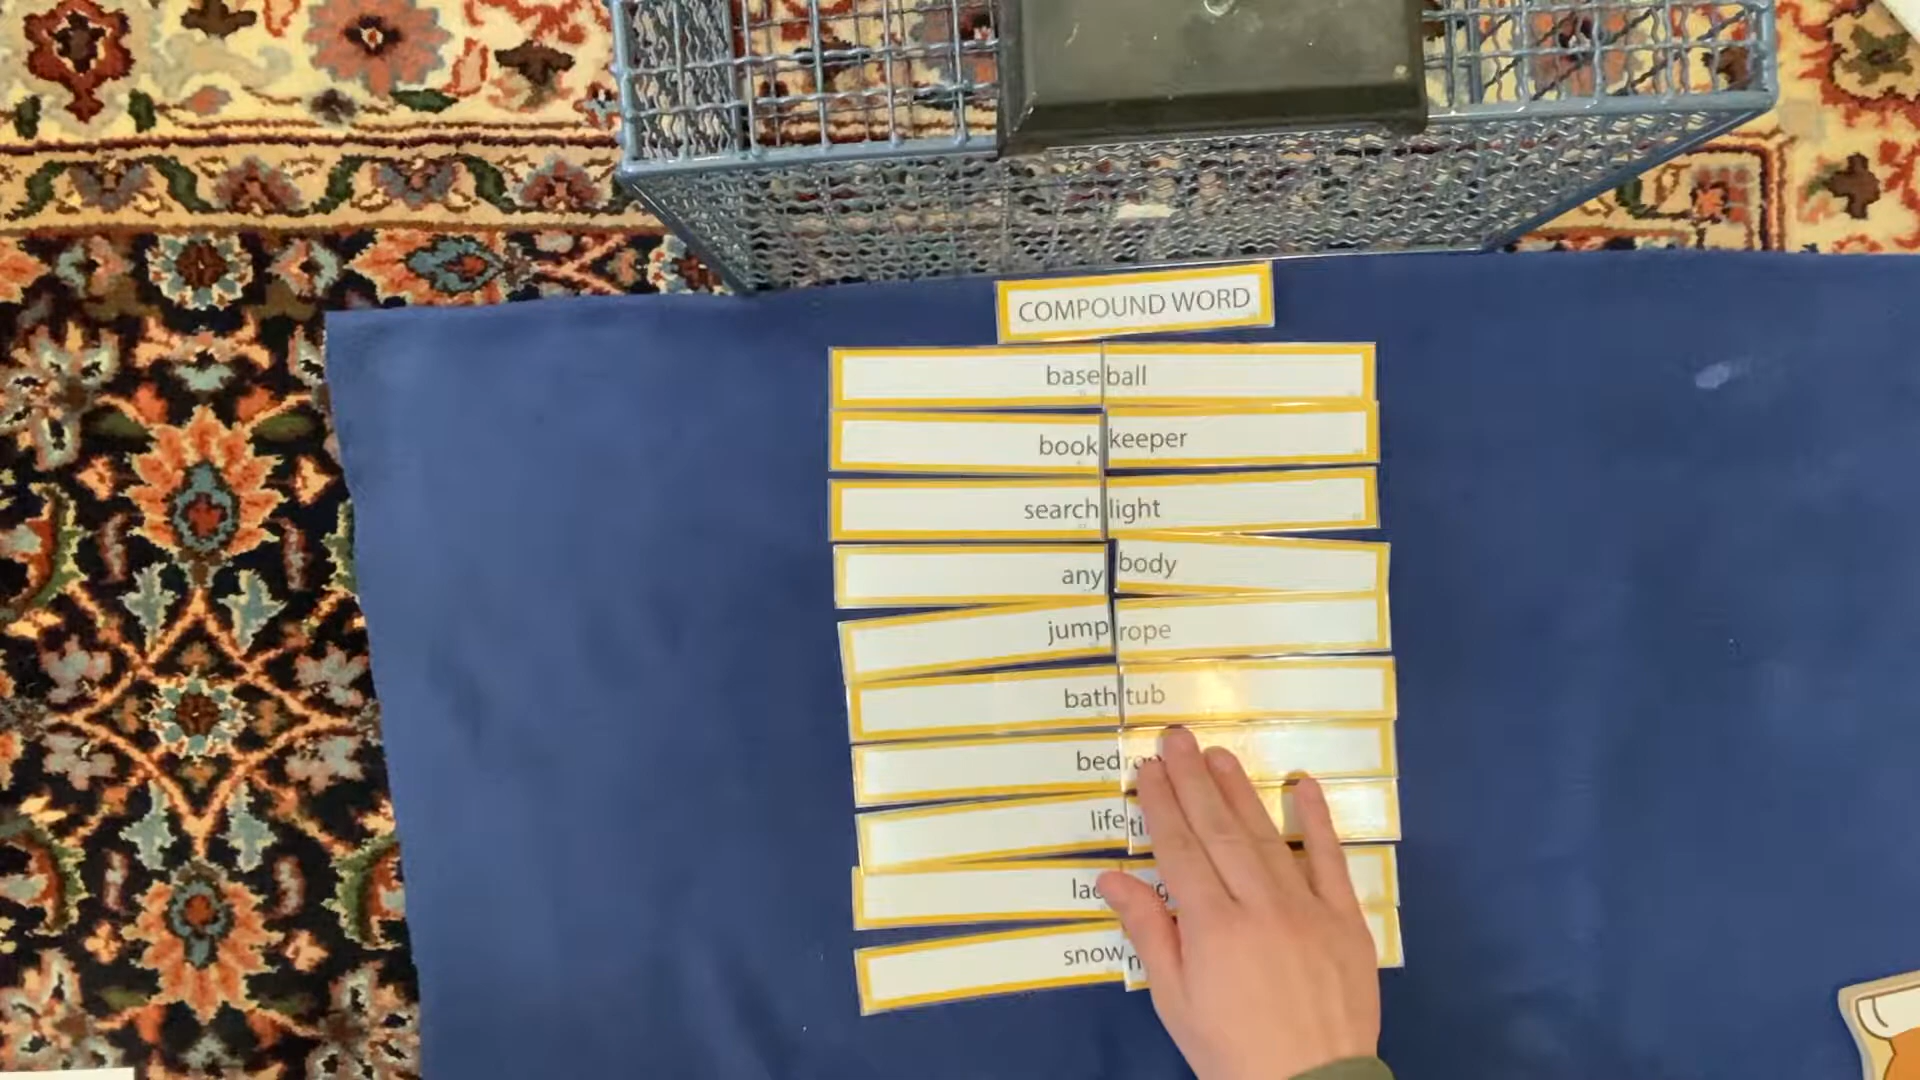 COMPOUND WORD
base ball
book keeper
search light
any body
jump rope
bath tub
bed
life
snow